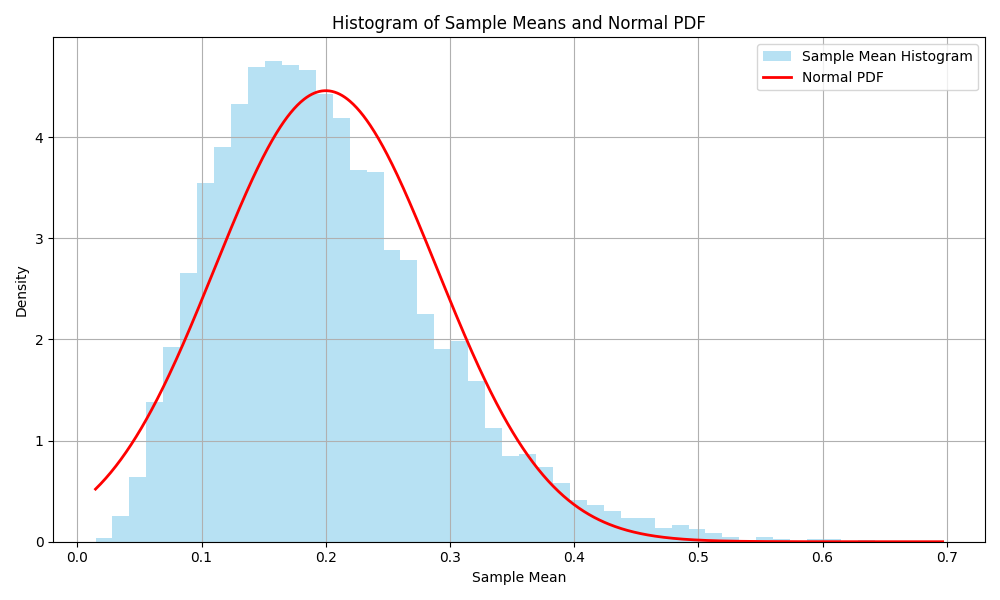 Histogram of Sample Means and Normal PDF
Sample Mean Histogram
Normal PDF
Density
4
3
2
1
0
0.0 0.1 0.2 0.3 0.4 0.5 0.6 0.7
Sample Mean